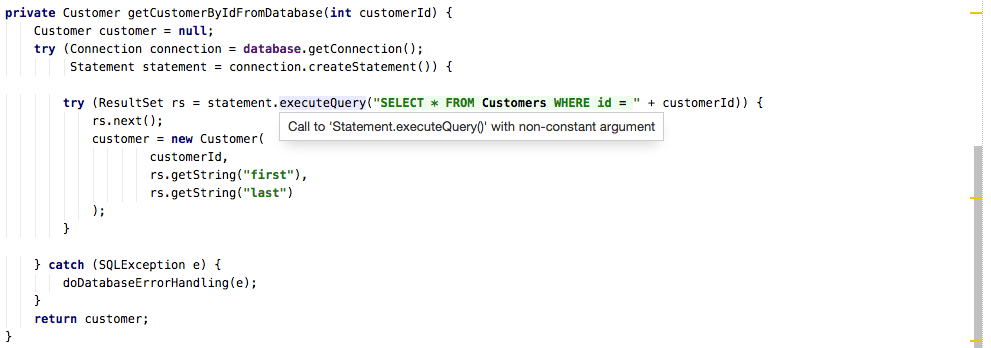 private Customer getCustomerByIdFromDatabase(int customerId) {
    Customer customer = null;
    try (Connection connection = database.getConnection();
         Statement statement = connection.createStatement()) {

        try (ResultSet rs = statement.executeQuery("SELECT * FROM Customers WHERE id = " + customerId)) {
            rs.next();
Call to 'Statement.executeQuery()' with non-constant argument
            customer = new Customer(
                    customerId,
                    rs.getString("first"),
                    rs.getString("last")
            );
        }

    } catch (SQLException e) {
        doDatabaseErrorHandling(e);
    }
    return customer;
}